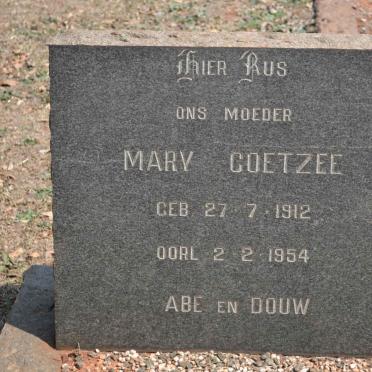 Hier Rus
ONS MOEDER
MARY COETZEE
GEB 27·7·1912
OORL 2·2·1954
ABE EN DOUW